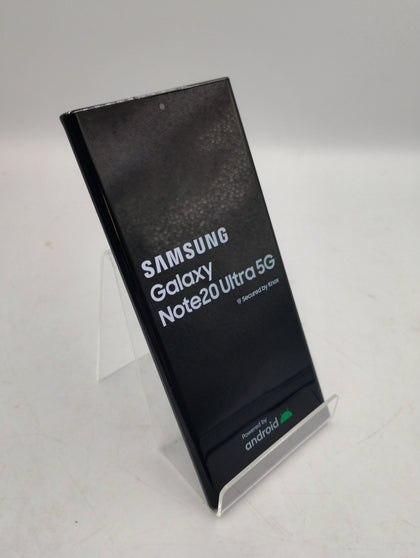 SAMSUNG
Galaxy
Note20 Ultra 5G
Secured by Knox
Powered by
android